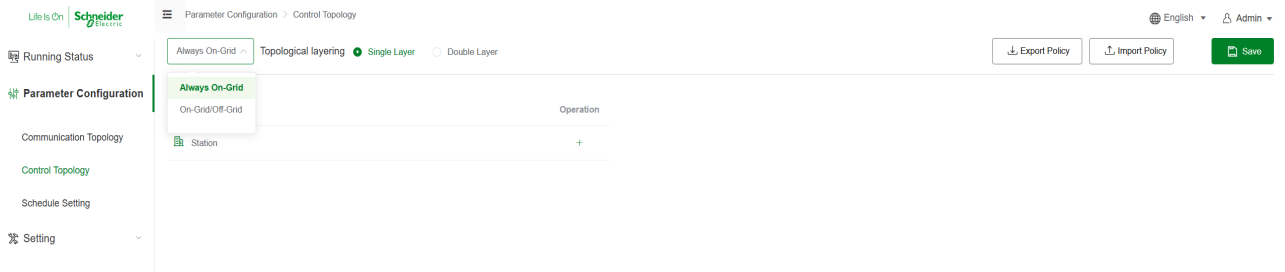 Life Is On Schneider Electric
Parameter Configuration > Control Topology
English
Admin
Running Status
Always On-Grid
Topological layering
Single Layer
Double Layer
Export Policy
Import Policy
Save
Always On-Grid
On-Grid/Off-Grid
Operation
Parameter Configuration
Station
+
Communication Topology
Control Topology
Schedule Setting
Setting